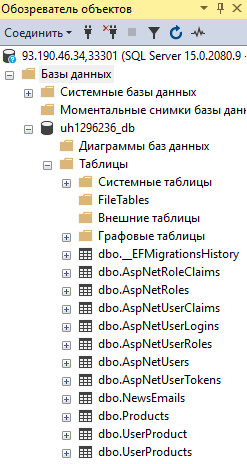 Обозреватель объектов
Соединить
93.190.46.34,33301 (SQL Server 15.0.2080.9 -
Базы данных
Системные базы данных
Моментальные снимки базы дан
uh1296236_db
Диаграммы баз данных
Таблицы
Системные таблицы
FileTables
Внешние таблицы
Графовые таблицы
dbo.__EFMigrationsHistory
dbo.AspNetRoleClaims
dbo.AspNetRoles
dbo.AspNetUserClaims
dbo.AspNetUserLogins
dbo.AspNetUserRoles
dbo.AspNetUsers
dbo.AspNetUserTokens
dbo.NewsEmails
dbo.Products
dbo.UserProduct
dbo.UserProducts